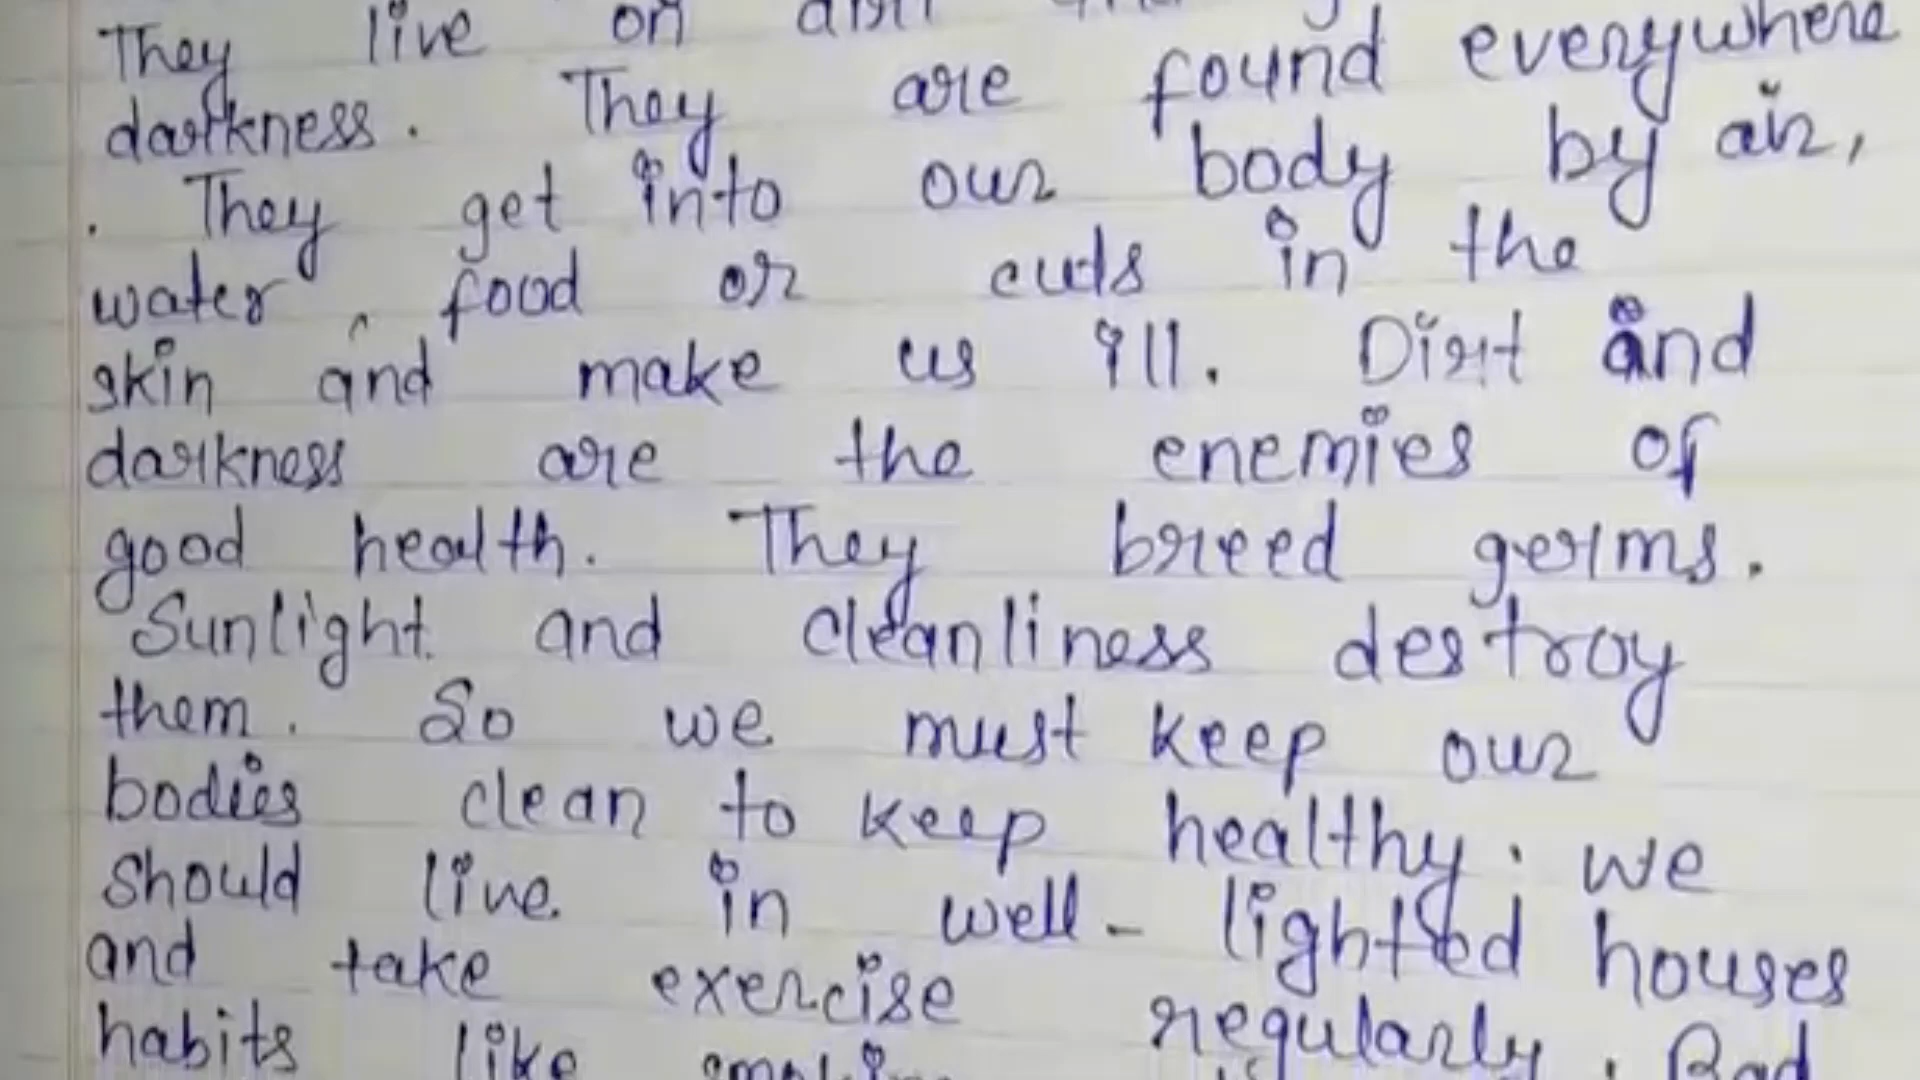 They live on dirt
darkness. They are found everywhere
. They get into our body by air,
water, food or cuts in the
skin and make us ill. Dirt and
darkness are the enemies of
good health. They breed germs.
Sunlight and cleanliness destroy
them. So we must keep our
bodies clean to keep healthy. we
should live in well-lighted houses
and take exercise regularly. Bad
habits like